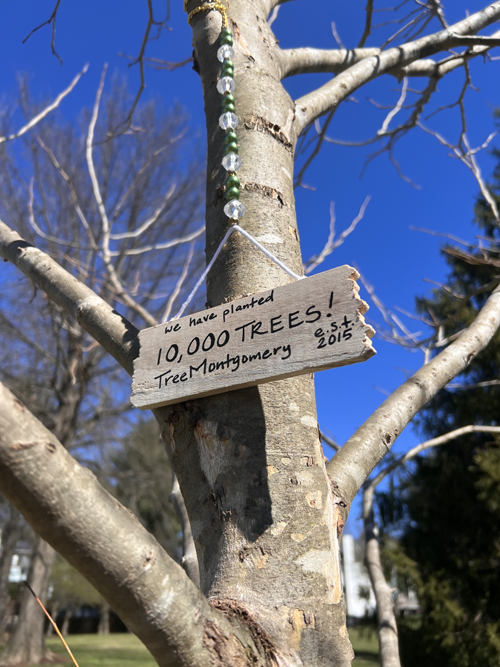 we have planted
10,000 TREES!
TreeMontgomery
e.s.t.
2015